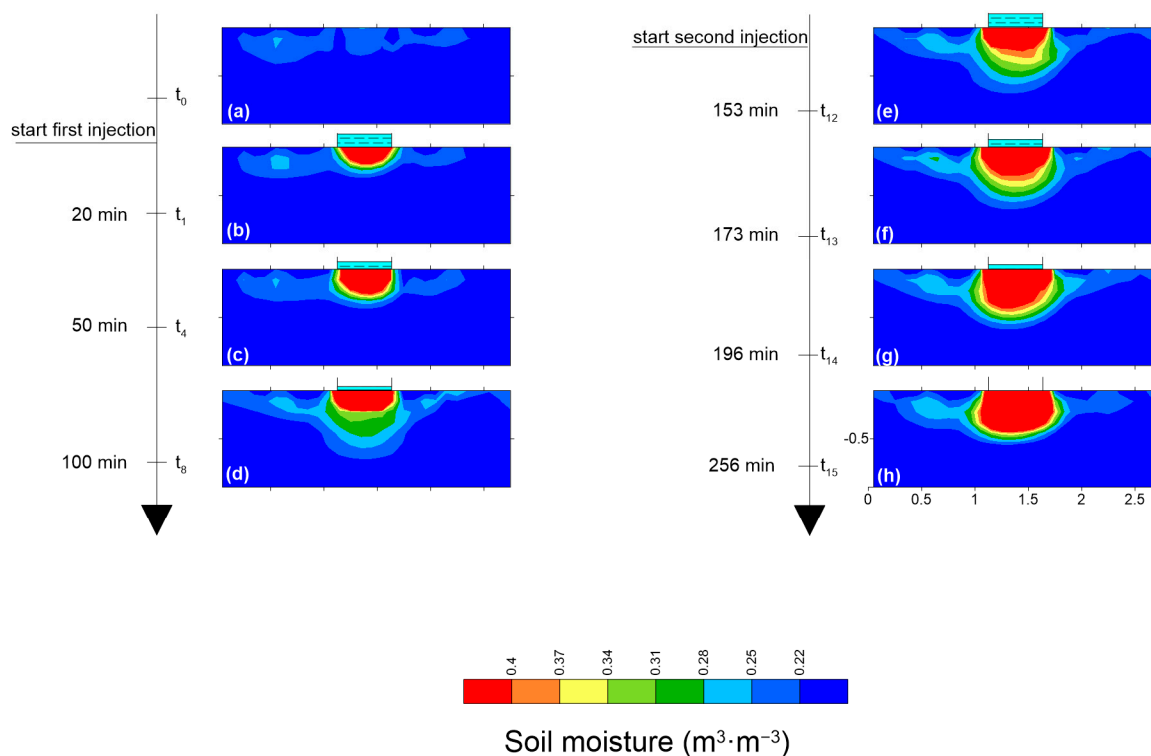 start first injection
t0
20 min
t1
50 min
t4
100 min
t8
(a)
(b)
(c)
(d)
start second injection
153 min
t12
173 min
t13
196 min
t14
256 min
t15
(e)
(f)
(g)
-0.5
(h)
0 0.5 1 1.5 2 2.5
0.4 0.37 0.34 0.31 0.28 0.25 0.22
Soil moisture (m³·m⁻³)